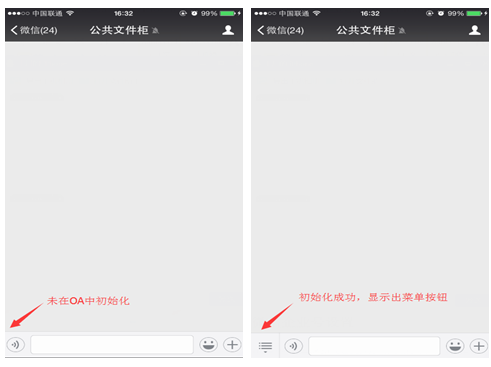 中国联通 16:32 99%
微信(24) 公共文件柜
未在OA中初始化
中国联通 16:32 99%
微信(24) 公共文件柜
初始化成功，显示出菜单按钮